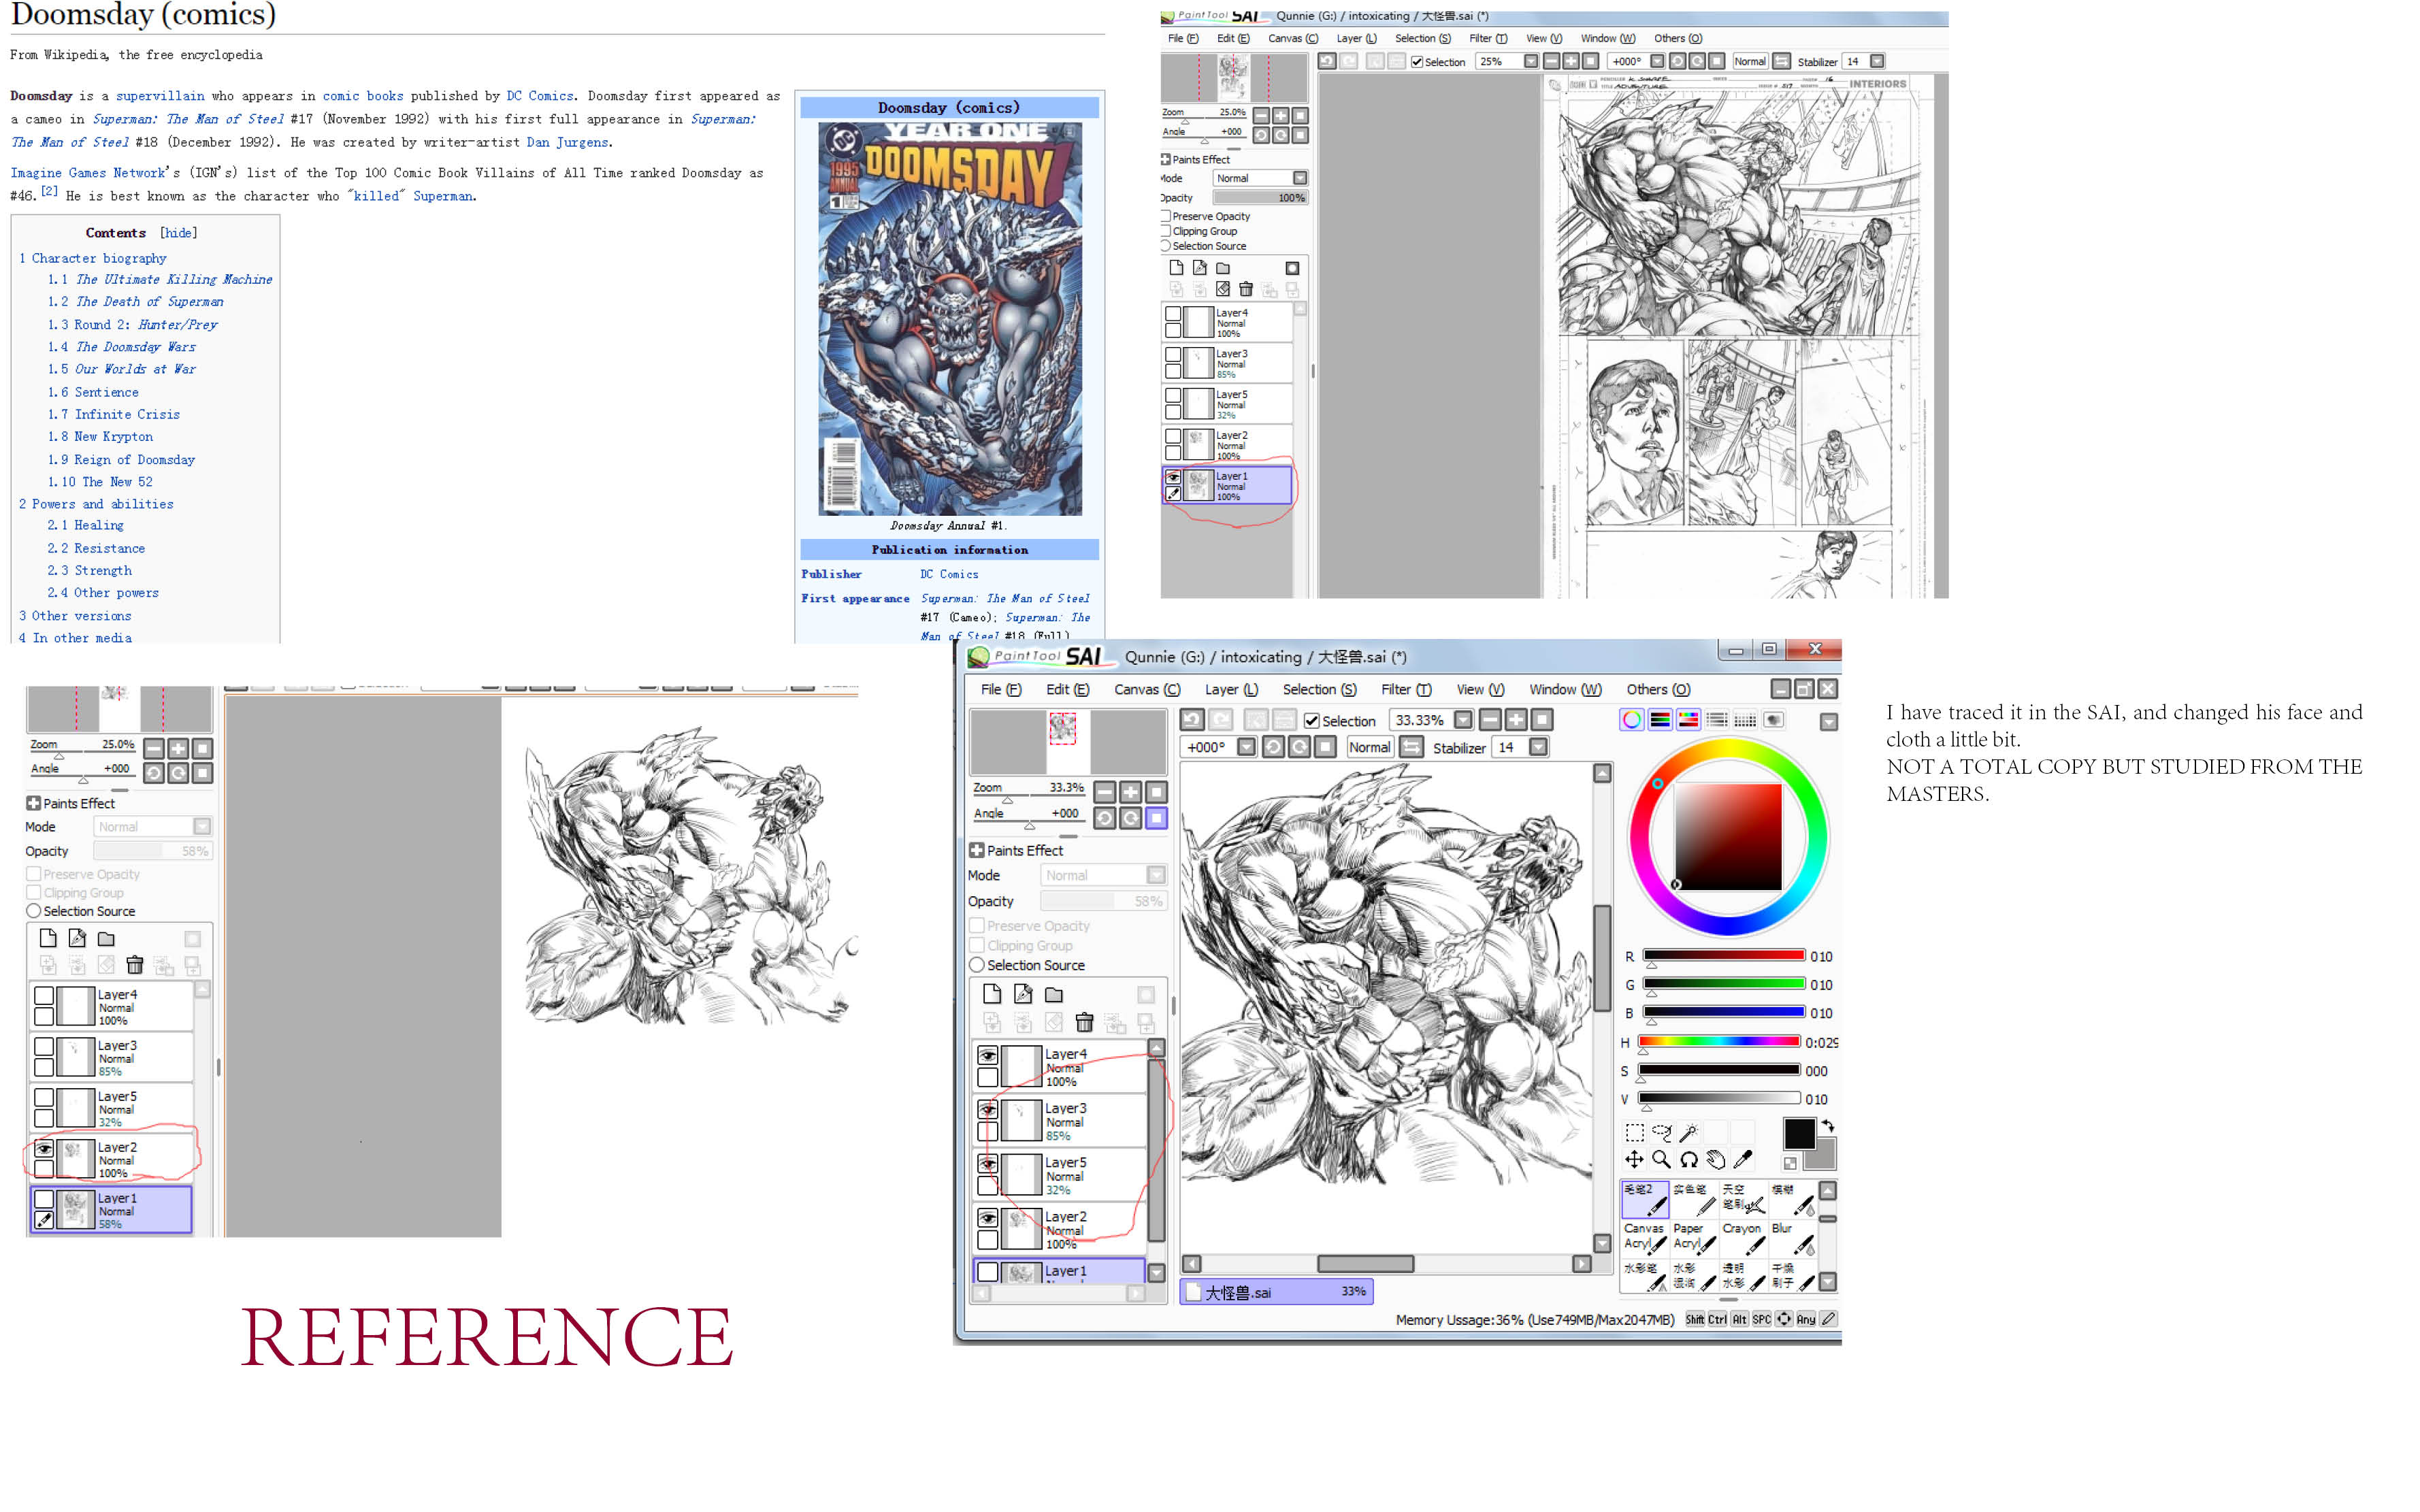 Doomsday (comics)
From Wikipedia, the free encyclopedia
Doomsday is a supervillain who appears in comic books published by DC Comics. Doomsday first appeared as
a cameo in Superman: The Man of Steel #17 (November 1992) with his first full appearance in Superman:
The Man of Steel #18 (December 1992). He was created by writer-artist Dan Jurgens.
Imagine Games Network's (IGN's) list of the Top 100 Comic Book Villains of All Time ranked Doomsday as
#46.[2] He is best known as the character who "killed" Superman.
Contents [hide]
1 Character biography
1.1 The Ultimate Killing Machine
1.2 The Death of Superman
1.3 Round 2: Hunter/Prey
1.4 The Doomsday Wars
1.5 Our Worlds at War
1.6 Sentience
1.7 Infinite Crisis
1.8 New Krypton
1.9 Reign of Doomsday
1.10 The New 52
2 Powers and abilities
2.1 Healing
2.2 Resistance
2.3 Strength
2.4 Other powers
3 Other versions
4 In other media
Doomsday (comics)
YEAR ONE
DC
DOOMSDAY
1995
ANNUAL
1
Doomsday Annual #1.
Publication information
Publisher DC Comics
First appearance Superman: The Man of Steel
#17 (Cameo); Superman: The
Man of Steel #18 (Full)
PaintTool SAI Qunnie (G:) / intoxicating / 大怪兽.sai (*)
File (F) Edit (E) Canvas (C) Layer (L) Selection (S) Filter (T) View (V) Window (W) Others (O)
Selection 25% +000° Normal Stabilizer 14
Zoom 25.0%
Angle +000
Paints Effect
Mode Normal
Opacity 100%
Preserve Opacity
Clipping Group
Selection Source
Layer4
Normal
100%
Layer3
Normal
85%
Layer5
Normal
32%
Layer2
Normal
100%
Layer1
Normal
100%
TITLE ADVENTURE ISSUE # 517 INTERIORS
16
Zoom 25.0%
Angle +000
Paints Effect
Mode Normal
Opacity 58%
Preserve Opacity
Clipping Group
Selection Source
Layer4
Normal
100%
Layer3
Normal
85%
Layer5
Normal
32%
Layer2
Normal
100%
Layer1
Normal
58%
PaintTool SAI Qunnie (G:) / intoxicating / 大怪兽.sai (*)
File (F) Edit (E) Canvas (C) Layer (L) Selection (S) Filter (T) View (V) Window (W) Others (O)
Selection 33.33%
+000° Normal Stabilizer 14
Zoom 33.3%
Angle +000
Paints Effect
Mode Normal
Opacity 58%
Preserve Opacity
Clipping Group
Selection Source
Layer4
Normal
100%
Layer3
Normal
85%
Layer5
Normal
32%
Layer2
Normal
100%
Layer1
R 010
G 010
B 010
H 0:029
S 000
V 010
毛笔2 实色笔 天空 模糊
笔刷
Canvas Paper Crayon Blur
Acryl Acryl
水彩笔 水彩 透明 干燥
湿润 水彩 刷子
大怪兽.sai 33%
Memory Ussage:36% (Use749MB/Max2047MB) Shift Ctrl Alt SPC Any
I have traced it in the SAI, and changed his face and
cloth a little bit.
NOT A TOTAL COPY BUT STUDIED FROM THE
MASTERS.
REFERENCE